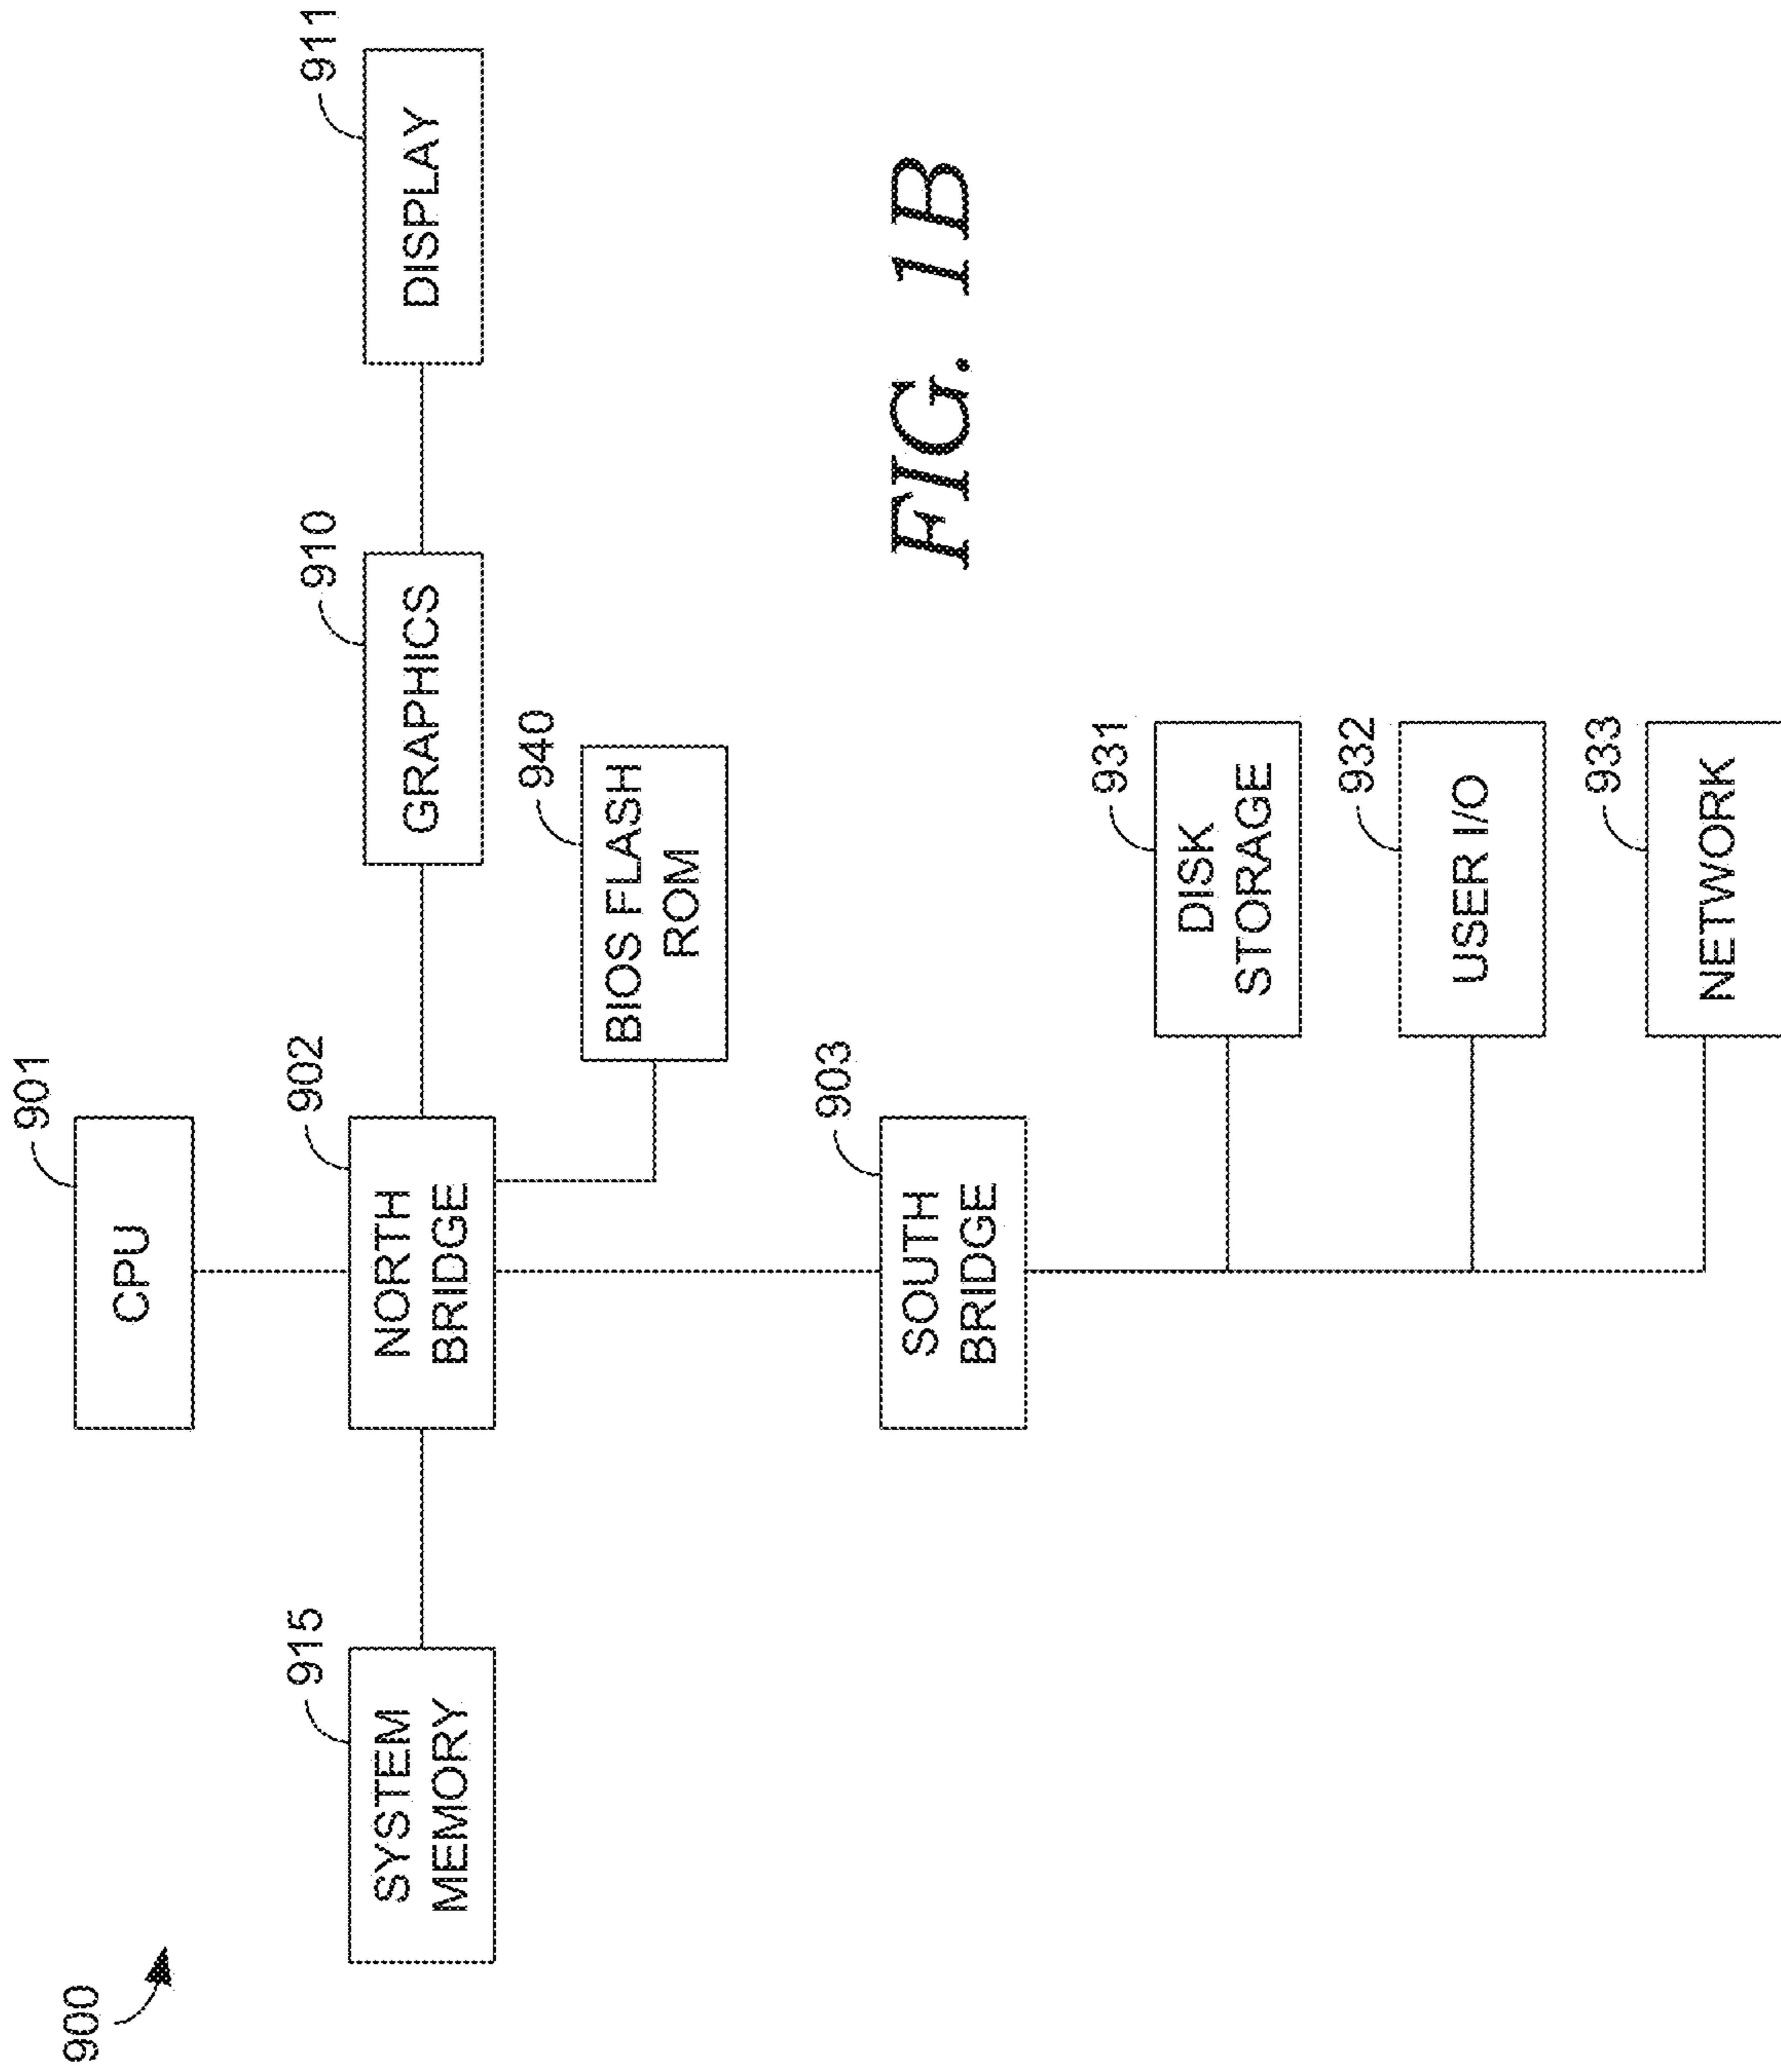 900
901
CPU
915
SYSTEM
MEMORY
902
NORTH
BRIDGE
910
GRAPHICS
911
DISPLAY
940
BIOS FLASH
ROM
903
SOUTH
BRIDGE
931
DISK
STORAGE
932
USER I/O
933
NETWORK
FIG. 1B